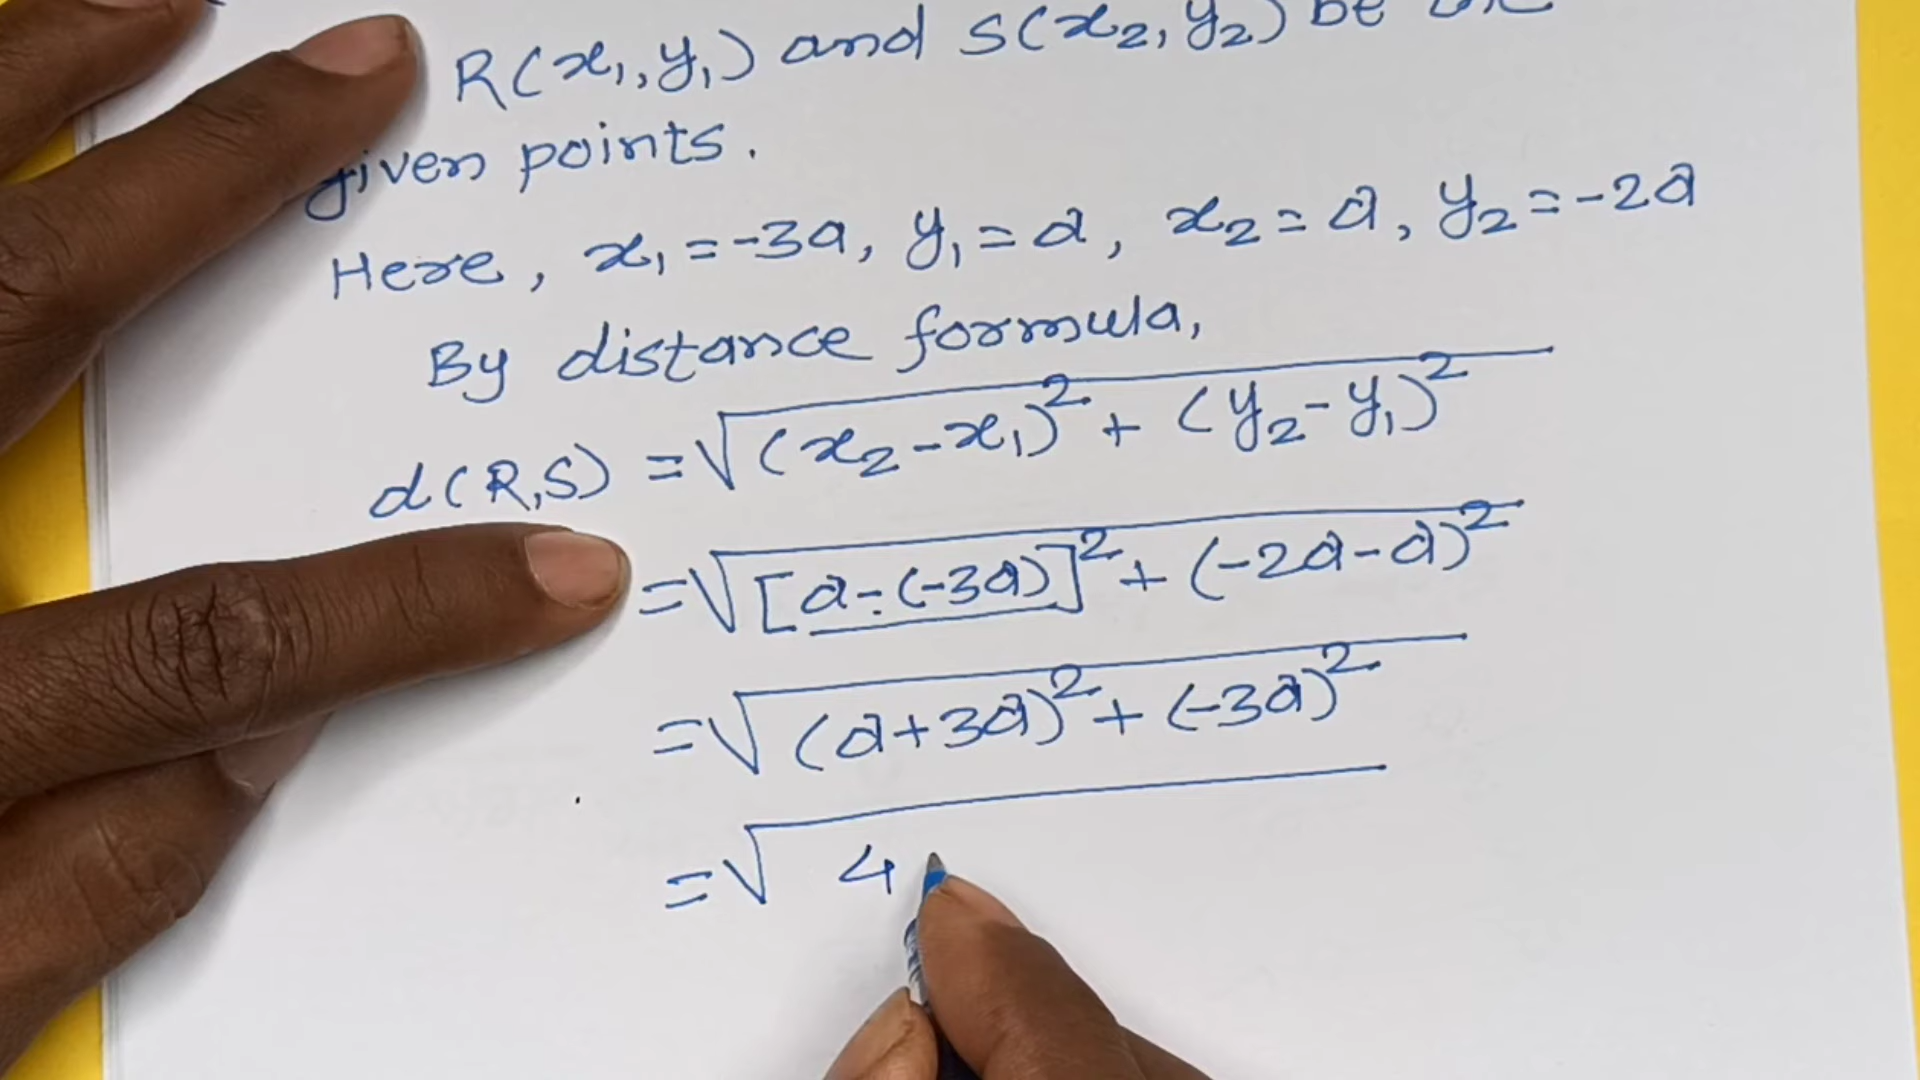 R(x₁, y₁) and S(x₂, y₂) be
given points.
Here, x₁ = -3a, y₁ = a, x₂ = a, y₂ = -2a
By distance formula,
d(R,S) = √((x₂ - x₁)² + (y₂ - y₁)²)
= √([a - (-3a)]² + (-2a - a)²)
= √((a + 3a)² + (-3a)²)
= √4